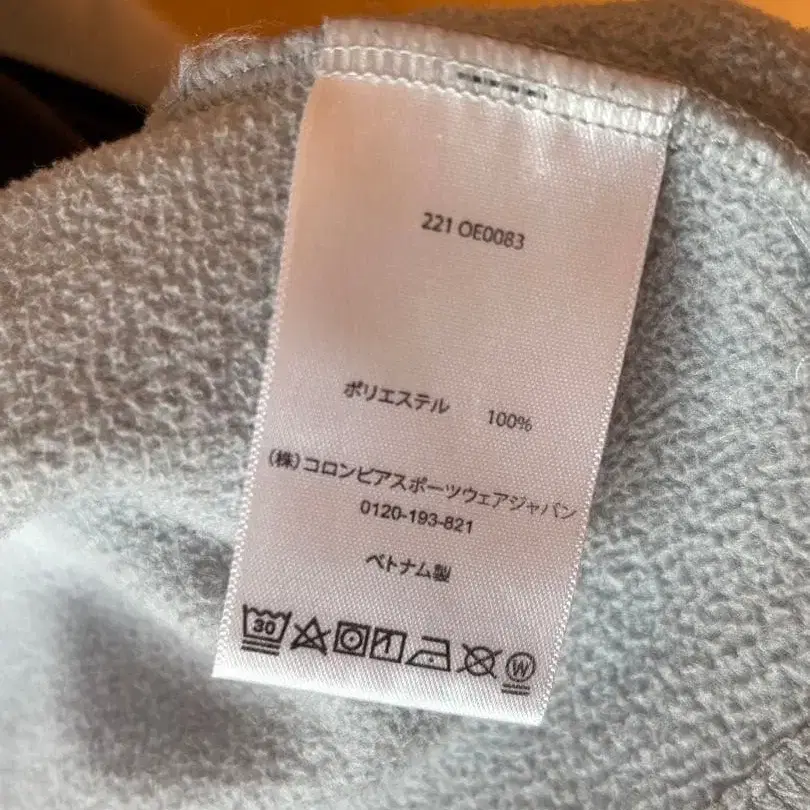 221 OE0083
ポリエステル 100%
(株)コロンビアスポーツウェアジャパン
0120-193-821
ベトナム製
30
W